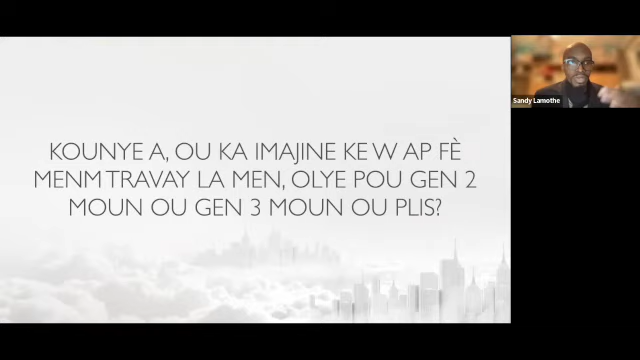 KOUNYE A, OU KA IMAJINE KE W AP FÈ
MENM TRAVAY LA MEN, OLYE POU GEN 2
MOUN OU GEN 3 MOUN OU PLIS?
Sandy Lamothe